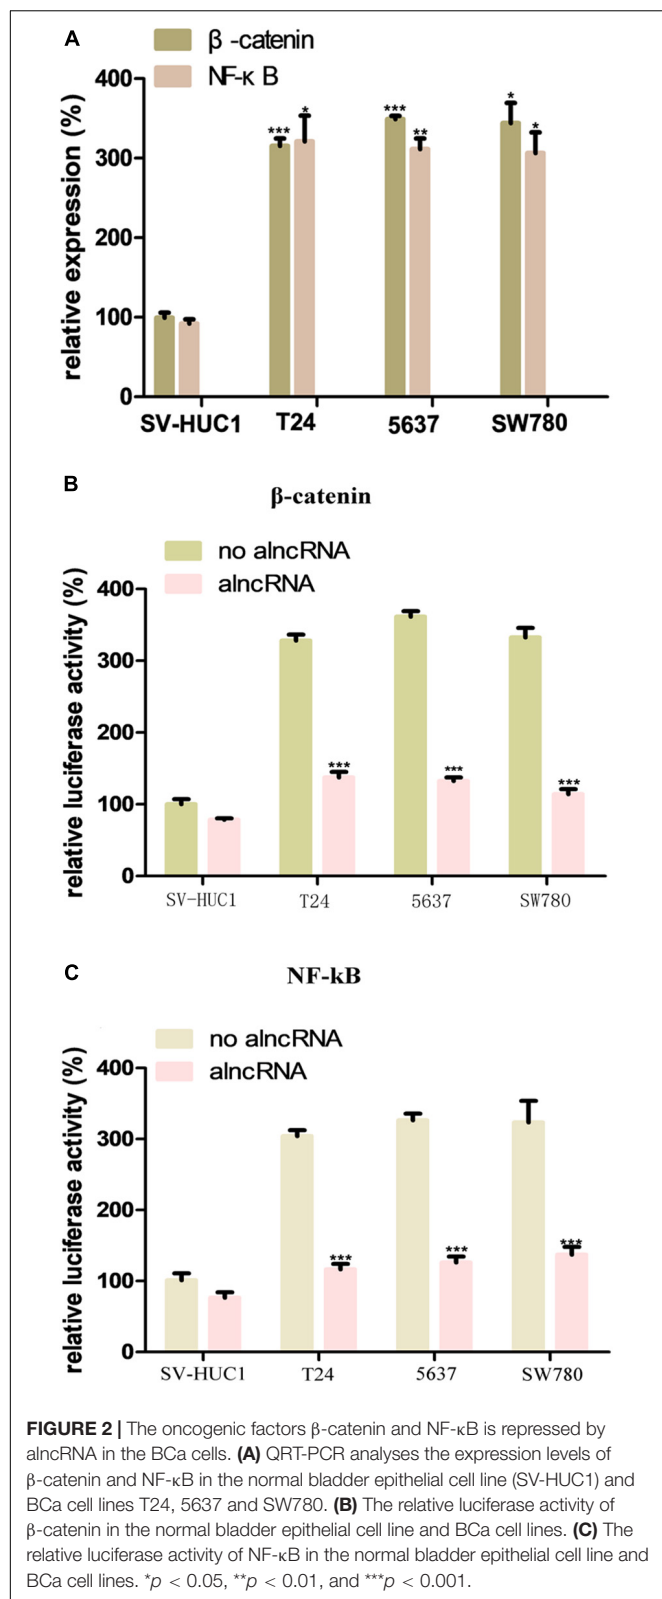 A
β -catenin
NF-κ B
relative expression (%)
400
300
200
100
0
*** * *** ** * *
SV-HUC1 T24 5637 SW780
B
β-catenin
no alncRNA
alncRNA
relative luciferase activity (%)
400
300
200
100
0
*** *** ***
SV-HUC1 T24 5637 SW780
C
NF-kB
no alncRNA
alncRNA
relative luciferase activity (%)
400
300
200
100
0
*** *** ***
SV-HUC1 T24 5637 SW780
FIGURE 2 | The oncogenic factors β-catenin and NF-κB is repressed by
alncRNA in the BCa cells. (A) QRT-PCR analyses the expression levels of
β-catenin and NF-κB in the normal bladder epithelial cell line (SV-HUC1) and
BCa cell lines T24, 5637 and SW780. (B) The relative luciferase activity of
β-catenin in the normal bladder epithelial cell line and BCa cell lines. (C) The
relative luciferase activity of NF-κB in the normal bladder epithelial cell line and
BCa cell lines. *p < 0.05, **p < 0.01, and ***p < 0.001.